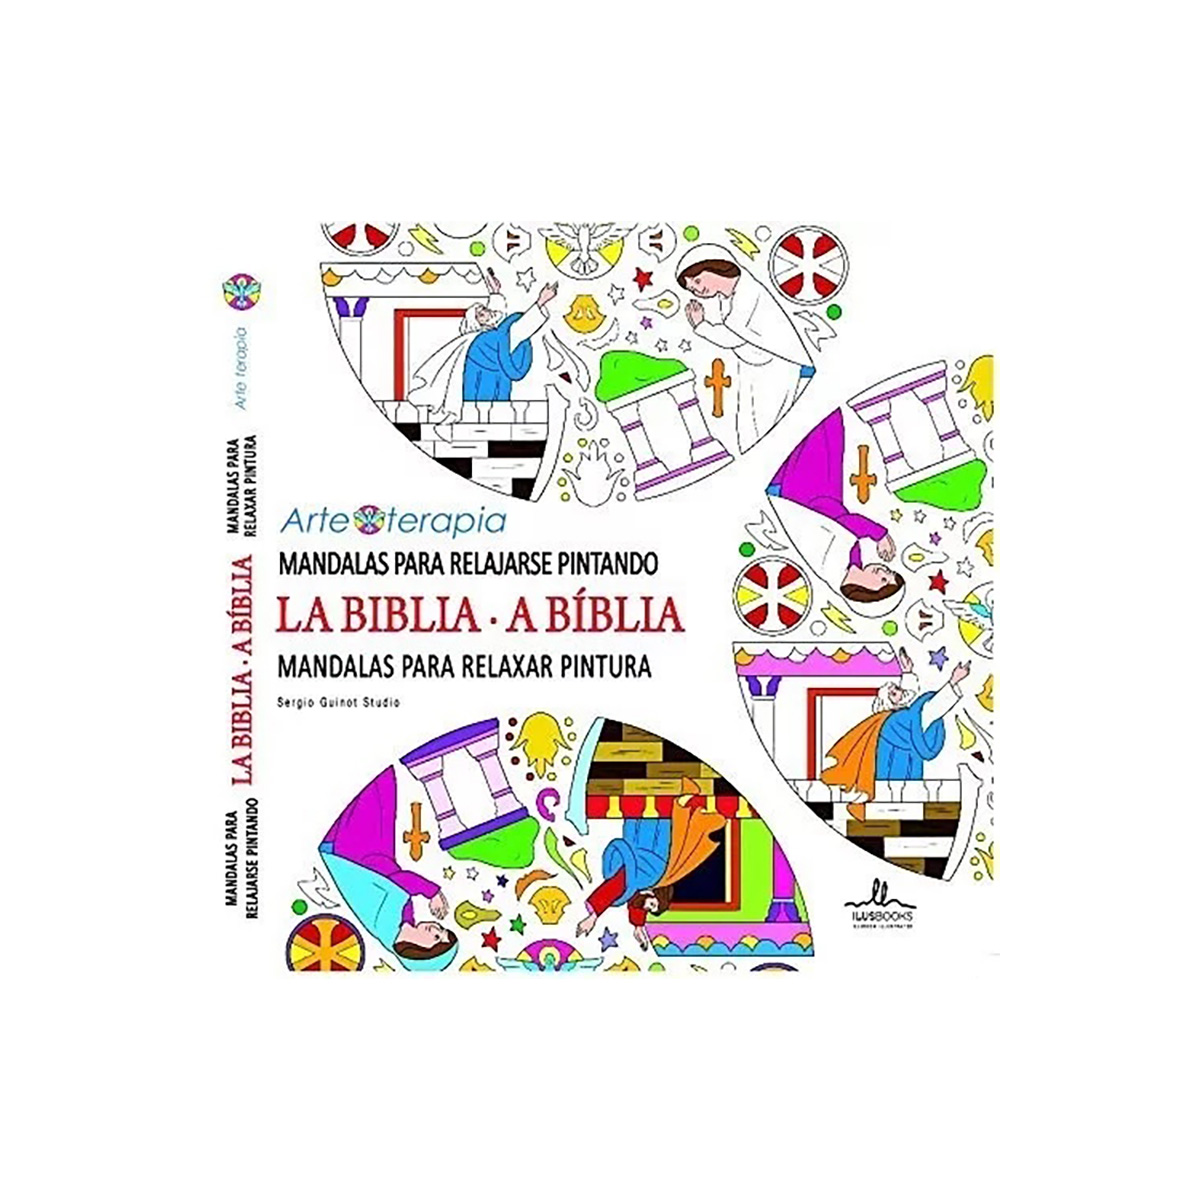 Arte terapia
MANDALAS PARA
RELAXAR PINTURA
LA BIBLIA · A BÍBLIA
MANDALAS PARA
RELAJARSE PINTANDO
Arte terapia
MANDALAS PARA RELAJARSE PINTANDO
LA BIBLIA · A BÍBLIA
MANDALAS PARA RELAXAR PINTURA
Sergio Guinot Studio
ILUSBOOKS